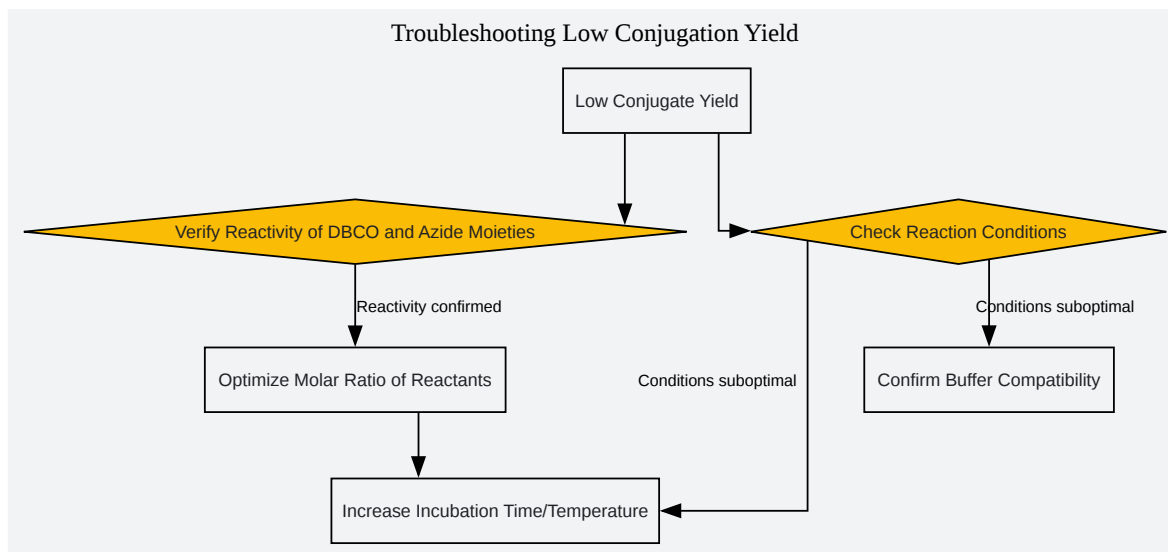 Troubleshooting Low Conjugation Yield
Low Conjugate Yield
Verify Reactivity of DBCO and Azide Moieties
Check Reaction Conditions
Reactivity confirmed
Conditions suboptimal
Optimize Molar Ratio of Reactants
Conditions suboptimal
Confirm Buffer Compatibility
Increase Incubation Time/Temperature